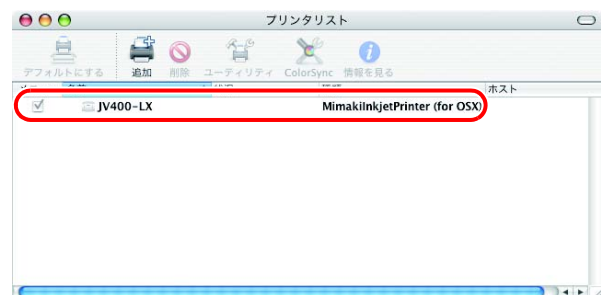 プリンタリスト
デフォルトにする 追加 削除 ユーティリティ ColorSync 情報を見る
ホスト
JV400-LX MimakiInkjetPrinter (for OSX)